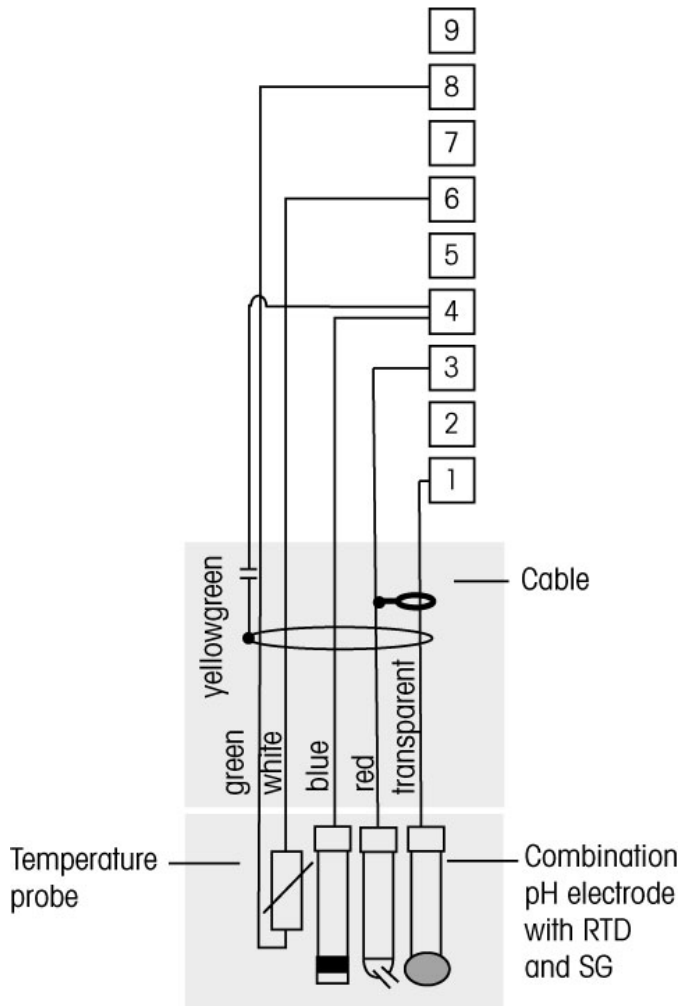 9
8
7
6
5
4
3
2
1
Cable
yellowgreen
green
white
blue
red
transparent
Temperature
probe
Combination
pH electrode
with RTD
and SG